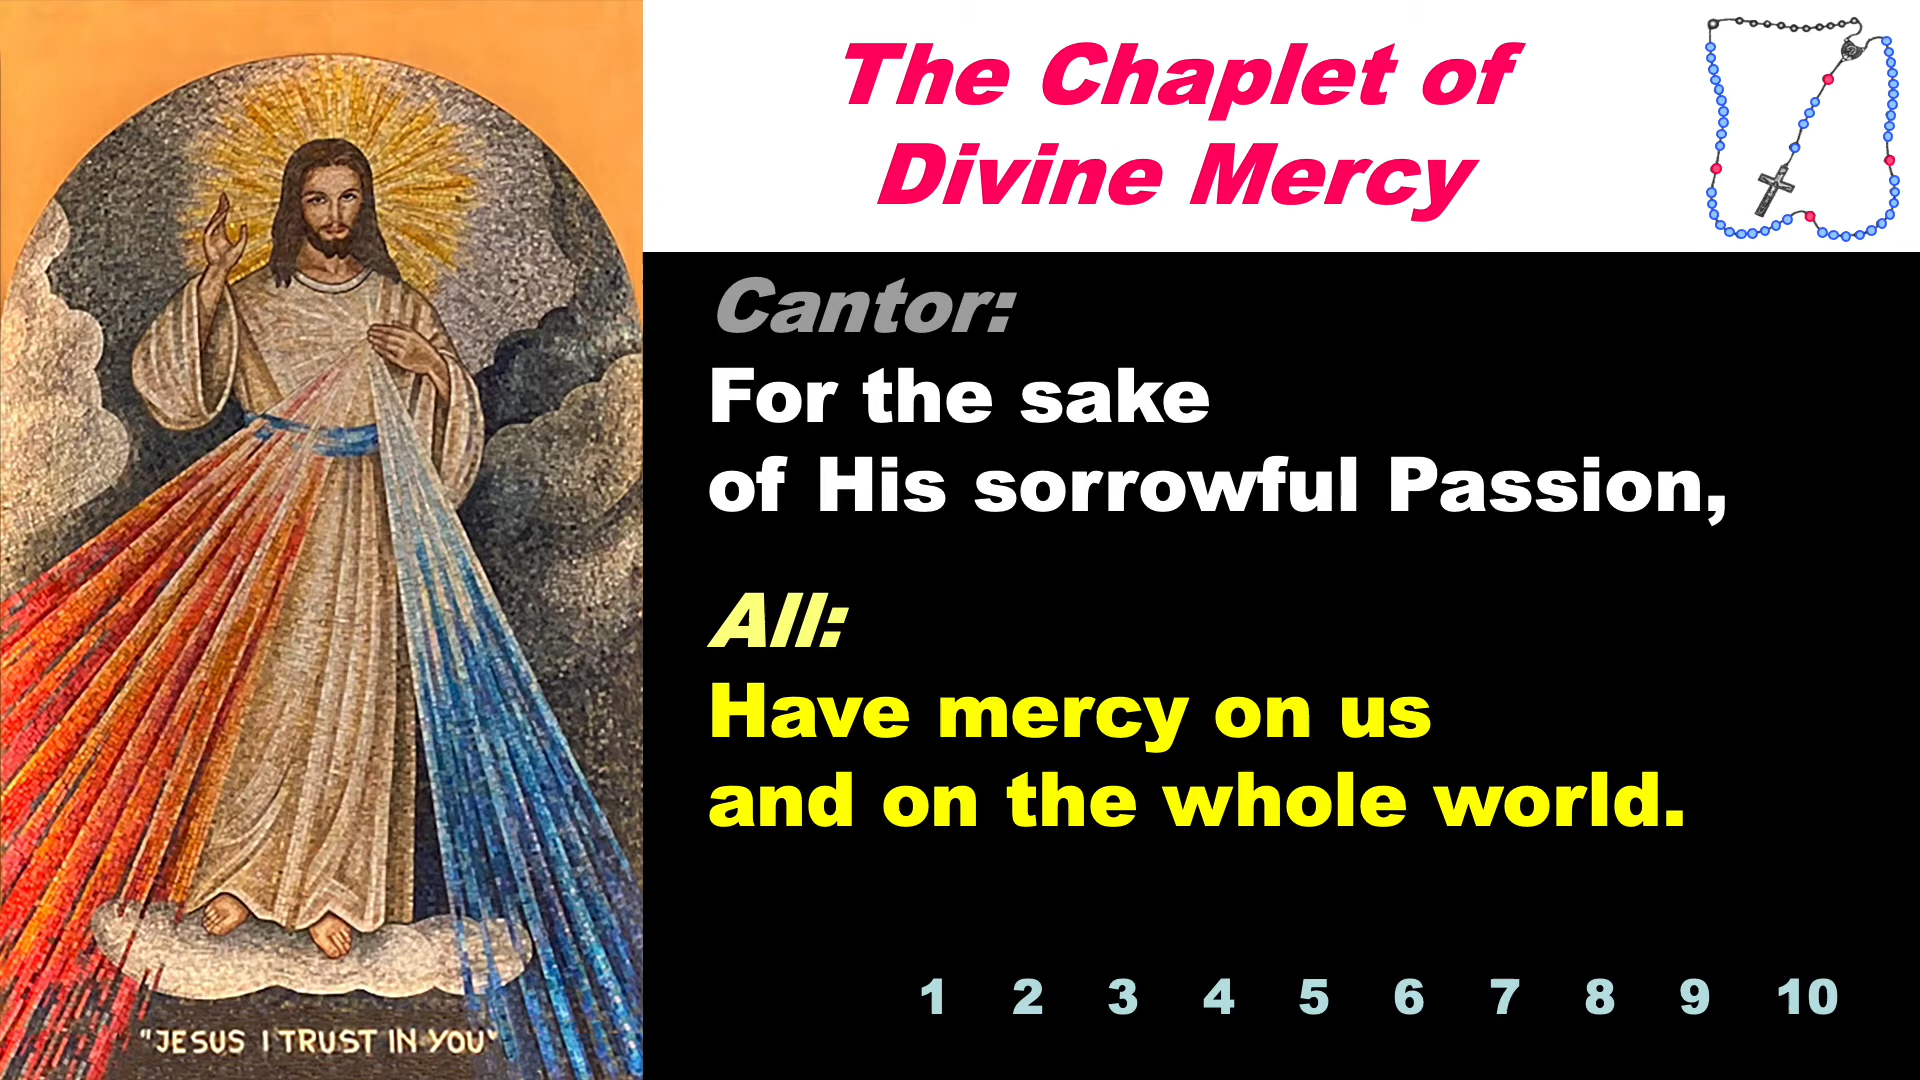 The Chaplet of
Divine Mercy
Cantor:
For the sake
of His sorrowful Passion,
All:
Have mercy on us
and on the whole world.
1 2 3 4 5 6 7 8 9 10
"JESUS I TRUST IN YOU"